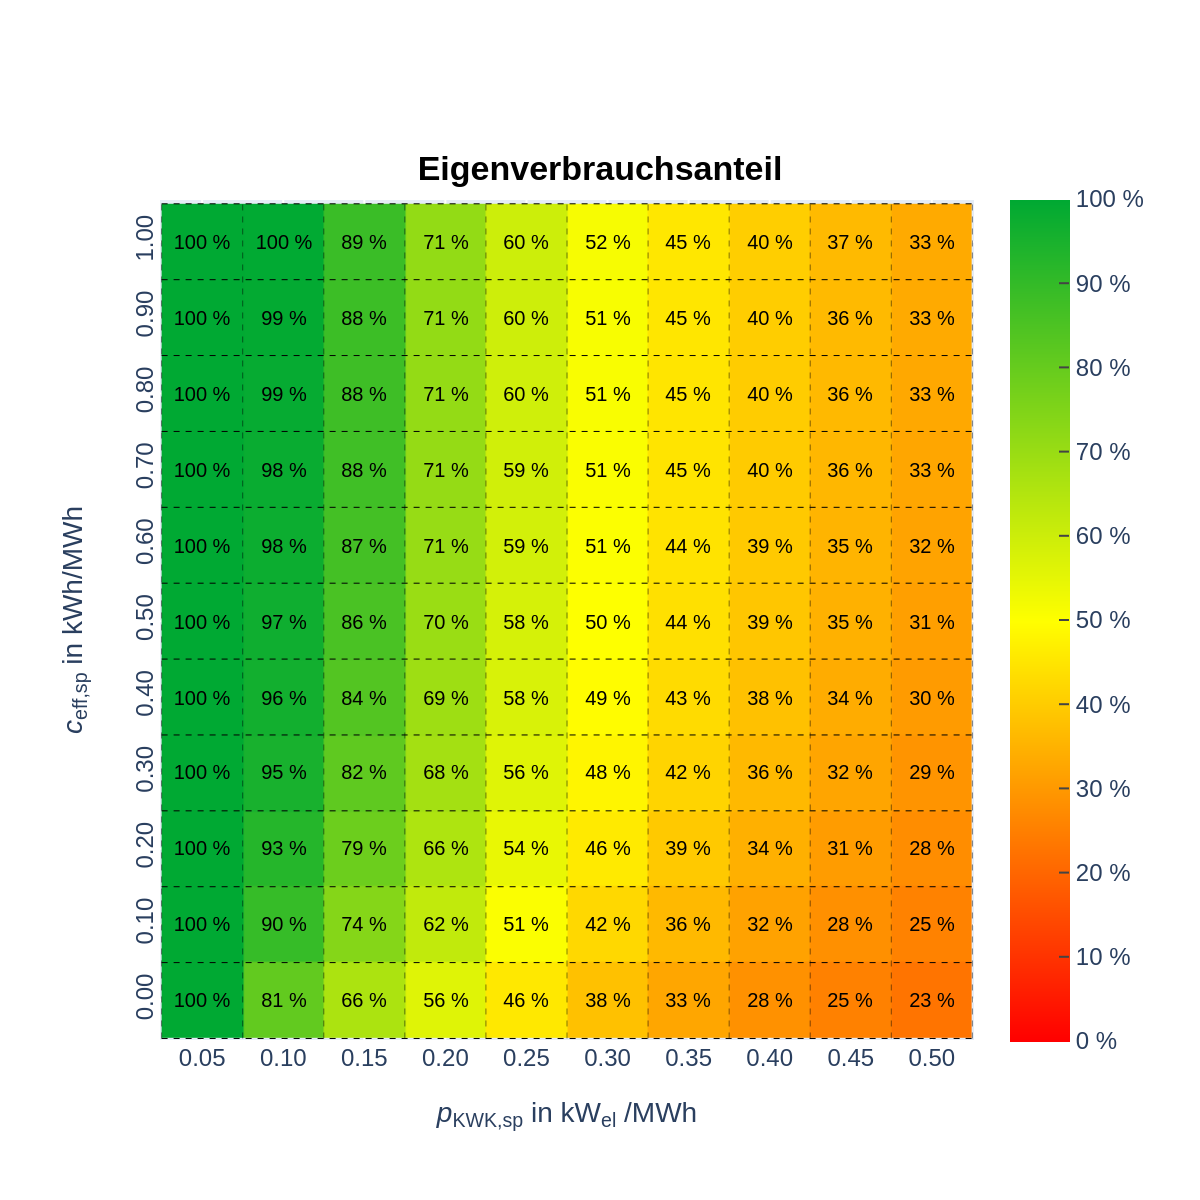 Eigenverbrauchsanteil
1.00 100 % 100 % 89 % 71 % 60 % 52 % 45 % 40 % 37 % 33 %
0.90 100 % 99 % 88 % 71 % 60 % 51 % 45 % 40 % 36 % 33 %
0.80 100 % 99 % 88 % 71 % 60 % 51 % 45 % 40 % 36 % 33 %
0.70 100 % 98 % 88 % 71 % 59 % 51 % 45 % 40 % 36 % 33 %
0.60 100 % 98 % 87 % 71 % 59 % 51 % 44 % 39 % 35 % 32 %
0.50 100 % 97 % 86 % 70 % 58 % 50 % 44 % 39 % 35 % 31 %
0.40 100 % 96 % 84 % 69 % 58 % 49 % 43 % 38 % 34 % 30 %
0.30 100 % 95 % 82 % 68 % 56 % 48 % 42 % 36 % 32 % 29 %
0.20 100 % 93 % 79 % 66 % 54 % 46 % 39 % 34 % 31 % 28 %
0.10 100 % 90 % 74 % 62 % 51 % 42 % 36 % 32 % 28 % 25 %
0.00 100 % 81 % 66 % 56 % 46 % 38 % 33 % 28 % 25 % 23 %
0.05 0.10 0.15 0.20 0.25 0.30 0.35 0.40 0.45 0.50
pKWK,sp in kWel /MWh
ceff,sp in kWh/MWh
100 %
90 %
80 %
70 %
60 %
50 %
40 %
30 %
20 %
10 %
0 %